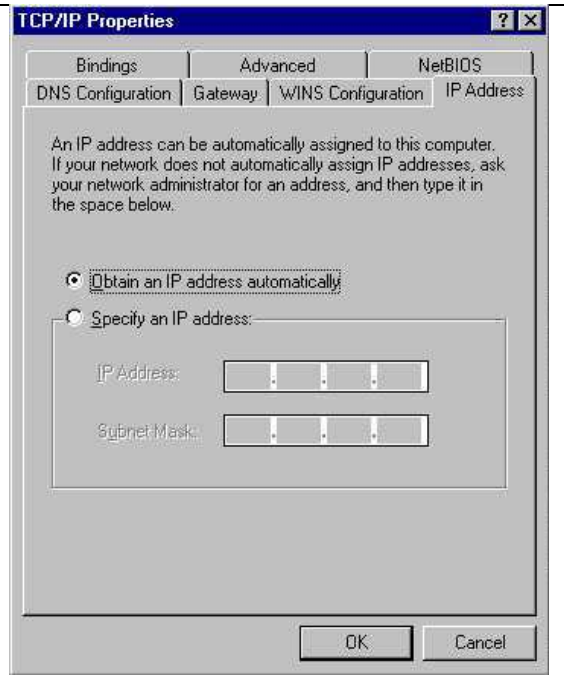 TCP/IP Properties
? X
Bindings Advanced NetBIOS
DNS Configuration Gateway WINS Configuration IP Address
An IP address can be automatically assigned to this computer.
If your network does not automatically assign IP addresses, ask
your network administrator for an address, and then type it in
the space below.
Obtain an IP address automatically
Specify an IP address:
IP Address:
. . .
Subnet Mask:
. . .
OK Cancel